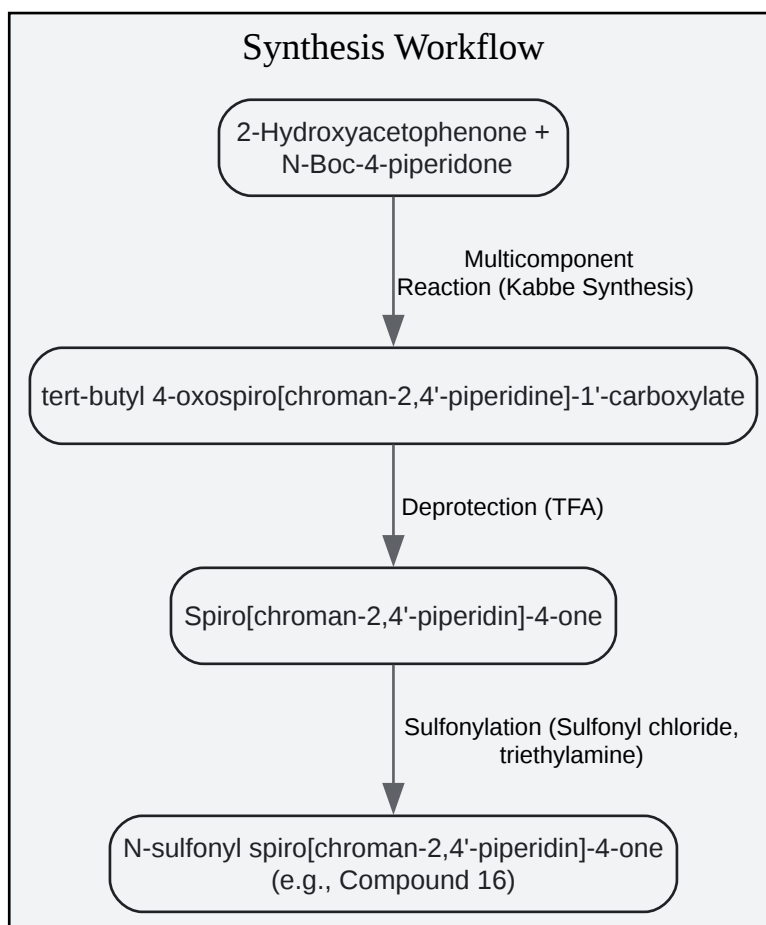 Synthesis Workflow
2-Hydroxyacetophenone +
N-Boc-4-piperidone
Multicomponent
Reaction (Kabbe Synthesis)
tert-butyl 4-oxospiro[chroman-2,4'-piperidine]-1'-carboxylate
Deprotection (TFA)
Spiro[chroman-2,4'-piperidin]-4-one
Sulfonylation (Sulfonyl chloride,
triethylamine)
N-sulfonyl spiro[chroman-2,4'-piperidin]-4-one
(e.g., Compound 16)